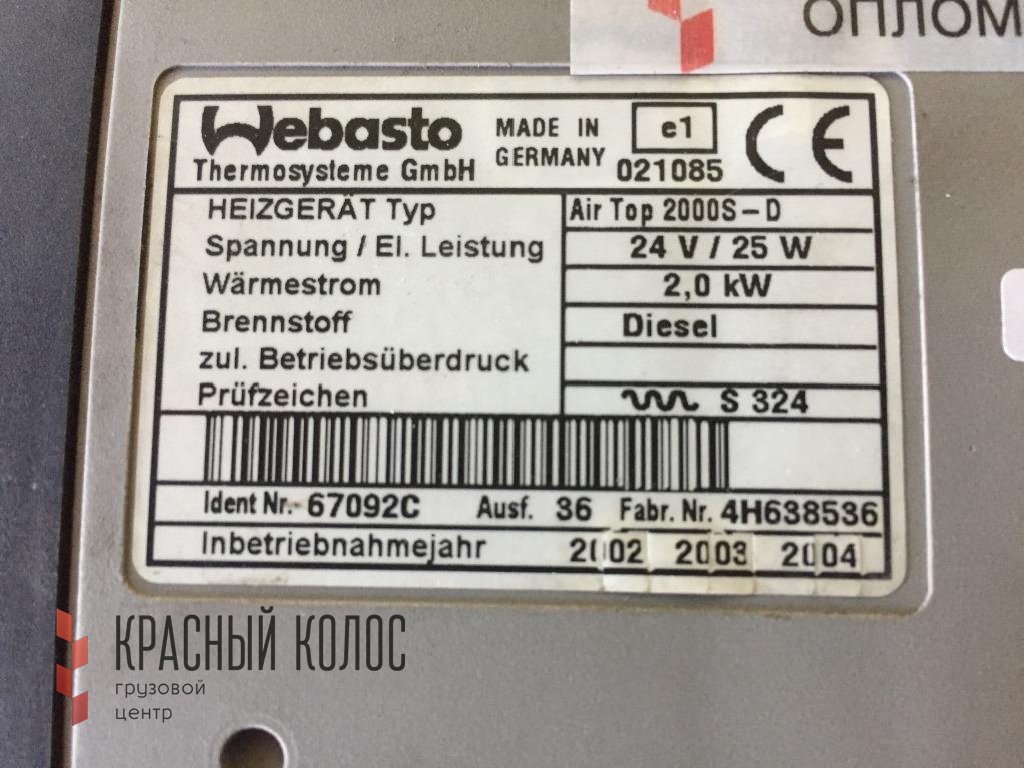 ОПЛОМ
Webasto
Thermosysteme GmbH
MADE IN
GERMANY
e1
021085
CE
HEIZGERÄT Typ Air Top 2000S-D
Spannung / El. Leistung 24 V / 25 W
Wärmestrom 2,0 kW
Brennstoff Diesel
zul. Betriebsüberdruck
Prüfzeichen S 324
Ident Nr. 67092C Ausf. 36 Fabr. Nr. 4H638536
Inbetriebnahmejahr 2002 2003 2004
КРАСНЫЙ КОЛОС
грузовой
центр